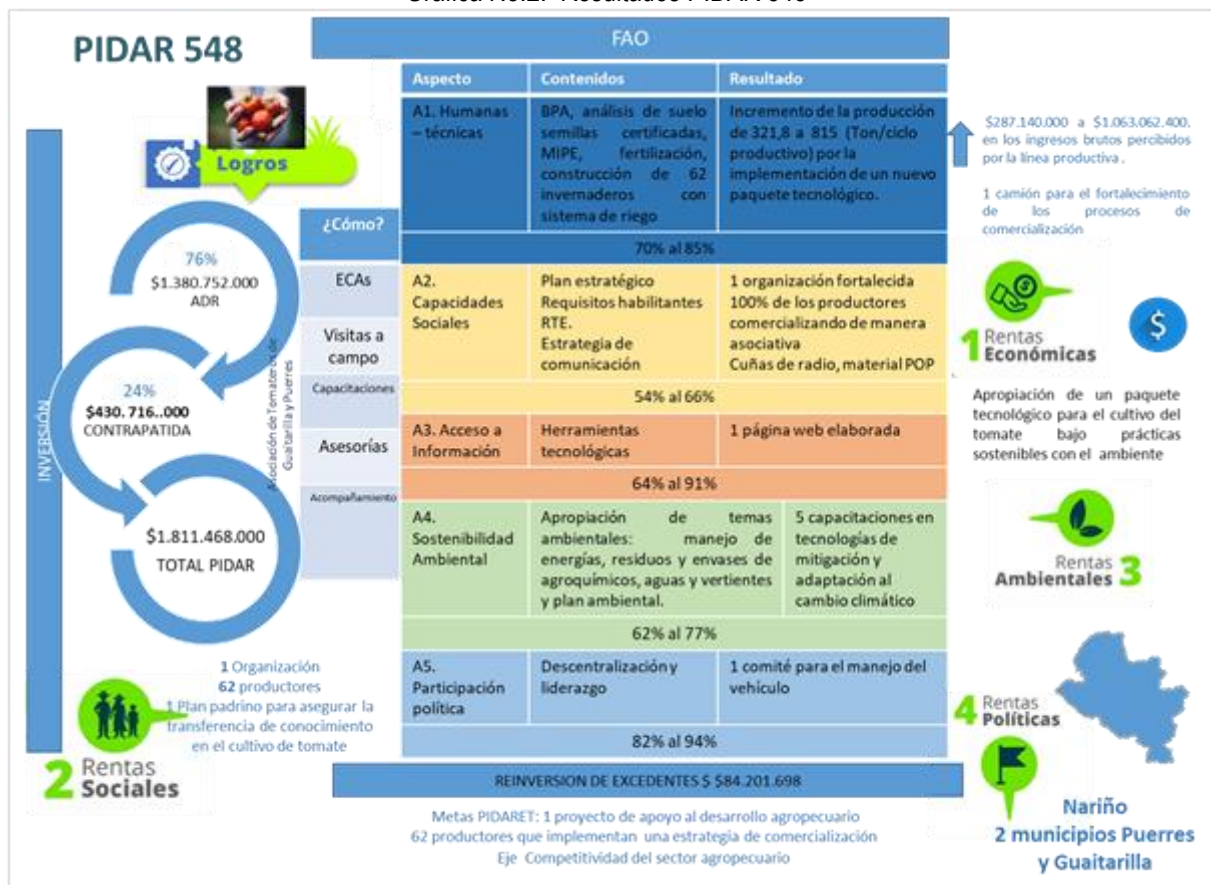 Gráfica No.2. Resultados PIDAR 548
PIDAR 548
FAO
Logros
INVERSIÓN
76%
$1.380.752.000
ADR
24%
$430.716..000
CONTRAPATIDA
$1.811.468.000
TOTAL PIDAR
Asociación de Tomateros de
Guaitarilla y Puerres
¿Cómo?
ECAs
Visitas a
campo
Capacitaciones
Asesorías
Acompañamiento
Aspecto
Contenidos
Resultado
A1. Humanas
– técnicas
BPA, análisis de suelo
semillas certificadas,
MIPE, fertilización,
construcción de 62
invernaderos con
sistema de riego
Incremento de la producción
de 321,8 a 815 (Ton/ciclo
productivo) por la
implementación de un nuevo
paquete tecnológico.
70% al 85%
A2.
Capacidades
Sociales
Plan estratégico
Requisitos habilitantes
RTE.
Estrategia de
comunicación
1 organización fortalecida
100% de los productores
comercializando de manera
asociativa
Cuñas de radio, material POP
54% al 66%
A3. Acceso a
Información
Herramientas
tecnológicas
1 página web elaborada
64% al 91%
A4.
Sostenibilidad
Ambiental
Apropiación de temas
ambientales: manejo de
energías, residuos y envases de
agroquímicos, aguas y vertientes
y plan ambiental.
5 capacitaciones en
tecnologías de
mitigación y
adaptación al
cambio climático
62% al 77%
A5.
Participación
política
Descentralización y
liderazgo
1 comité para el manejo del
vehículo
82% al 94%
REINVERSION DE EXCEDENTES $ $84.201.698
$287.140.000 a $1.063.062.400.
en los ingresos brutos percibidos
por la línea productiva .
1 camión para el fortalecimiento
de los procesos de
comercialización
$
1 Rentas
Económicas
$
Apropiación de un paquete
tecnológico para el cultivo del
tomate bajo prácticas
sostenibles con el ambiente
Rentas
Ambientales 3
4 Rentas
Políticas
Nariño
2 municipios Puerres
y Guaitarilla
1 Organización
62 productores
1 Plan padrino para asegurar la
transferencia de conocimiento
en el cultivo de tomate
2 Rentas
Sociales
Metas PIDARET: 1 proyecto de apoyo al desarrollo agropecuario
62 productores que implementan una estrategia de comercialización
Eje Competitividad del sector agropecuario